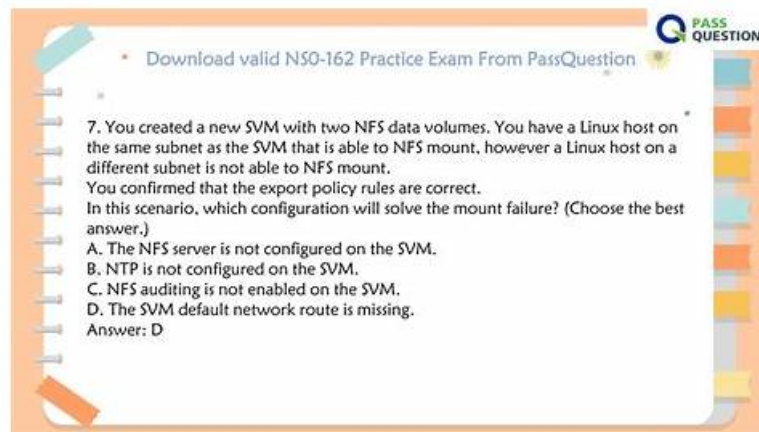 PASS
QUESTION
• Download valid NS0-162 Practice Exam From PassQuestion
7. You created a new SVM with two NFS data volumes. You have a Linux host on
the same subnet as the SVM that is able to NFS mount, however a Linux host on a
different subnet is not able to NFS mount.
You confirmed that the export policy rules are correct.
In this scenario, which configuration will solve the mount failure? (Choose the best
answer.)
A. The NFS server is not configured on the SVM.
B. NTP is not configured on the SVM.
C. NFS auditing is not enabled on the SVM.
D. The SVM default network route is missing.
Answer: D